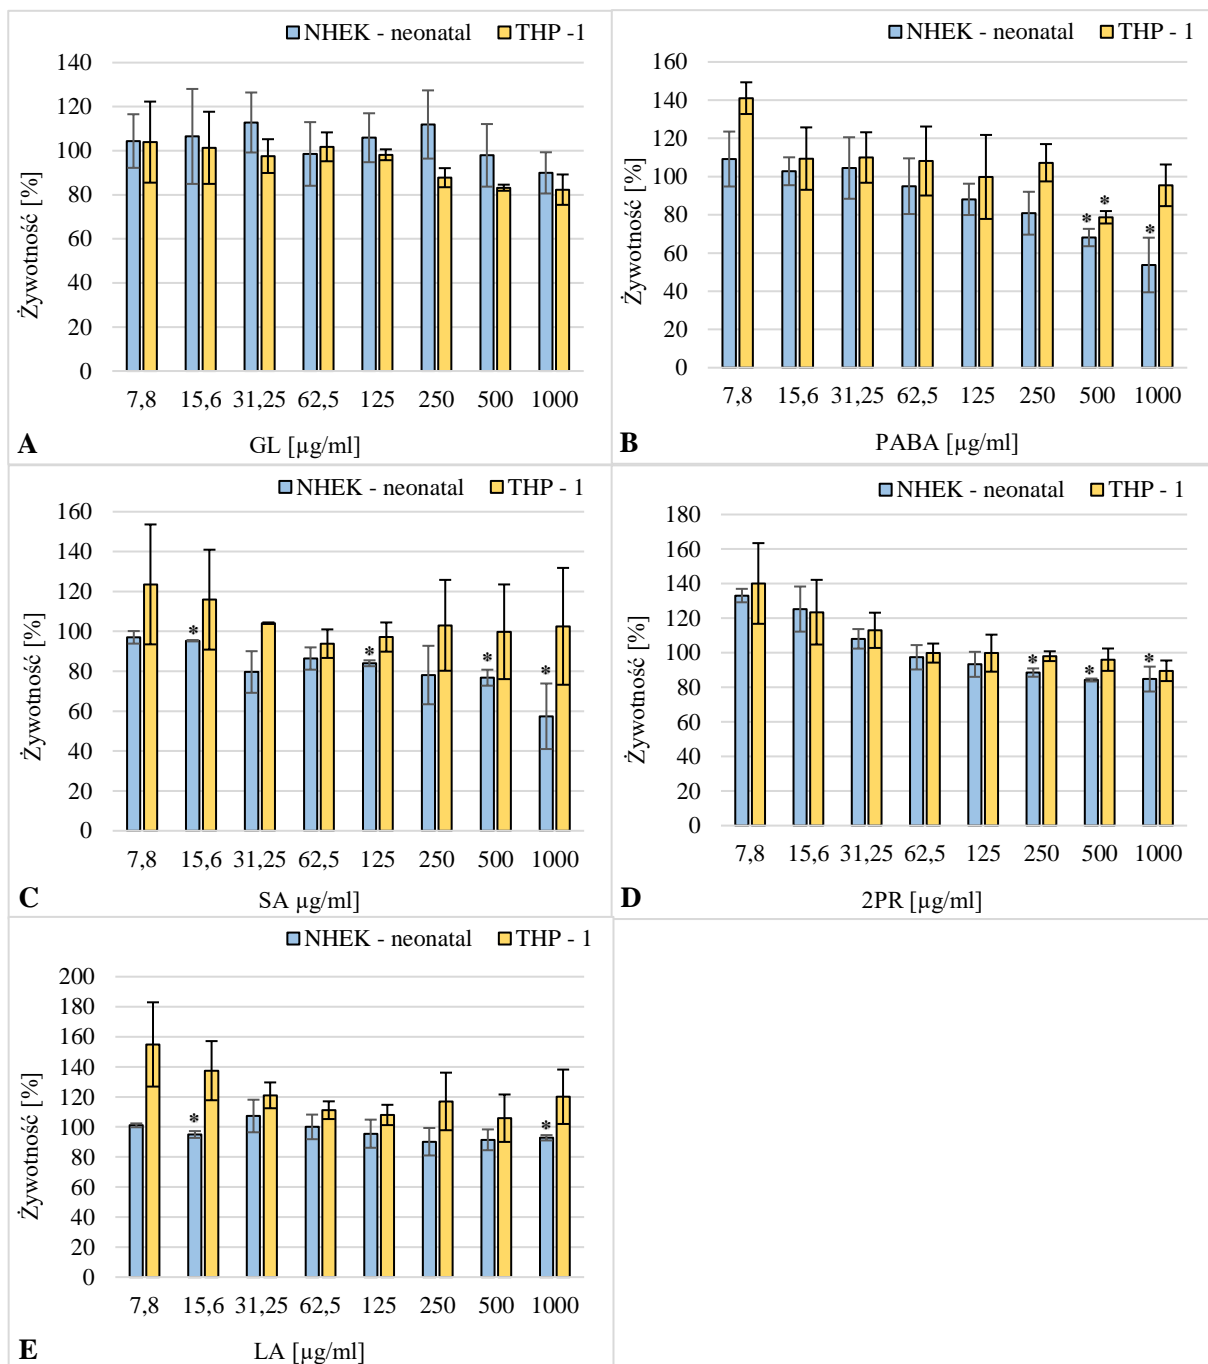 NHEK - neonatal THP -1
Żywotność [%]
140
120
100
80
60
40
20
0
7,8 15,6 31,25 62,5 125 250 500 1000
A GL [µg/ml]
NHEK - neonatal THP - 1
Żywotność [%]
160
140
120
100
80
60
40
20
0
* * *
7,8 15,6 31,25 62,5 125 250 500 1000
B PABA [µg/ml]
NHEK - neonatal THP - 1
Żywotność [%]
160
140
120
100
80
60
40
20
0
* * * *
7,8 15,6 31,25 62,5 125 250 500 1000
C SA µg/ml]
NHEK - neonatal THP - 1
Żywotność [%]
180
160
140
120
100
80
60
40
20
0
* * *
7,8 15,6 31,25 62,5 125 250 500 1000
D 2PR [µg/ml]
NHEK - neonatal THP - 1
Żywotność [%]
200
180
160
140
120
100
80
60
40
20
0
* *
7,8 15,6 31,25 62,5 125 250 500 1000
E LA [µg/ml]